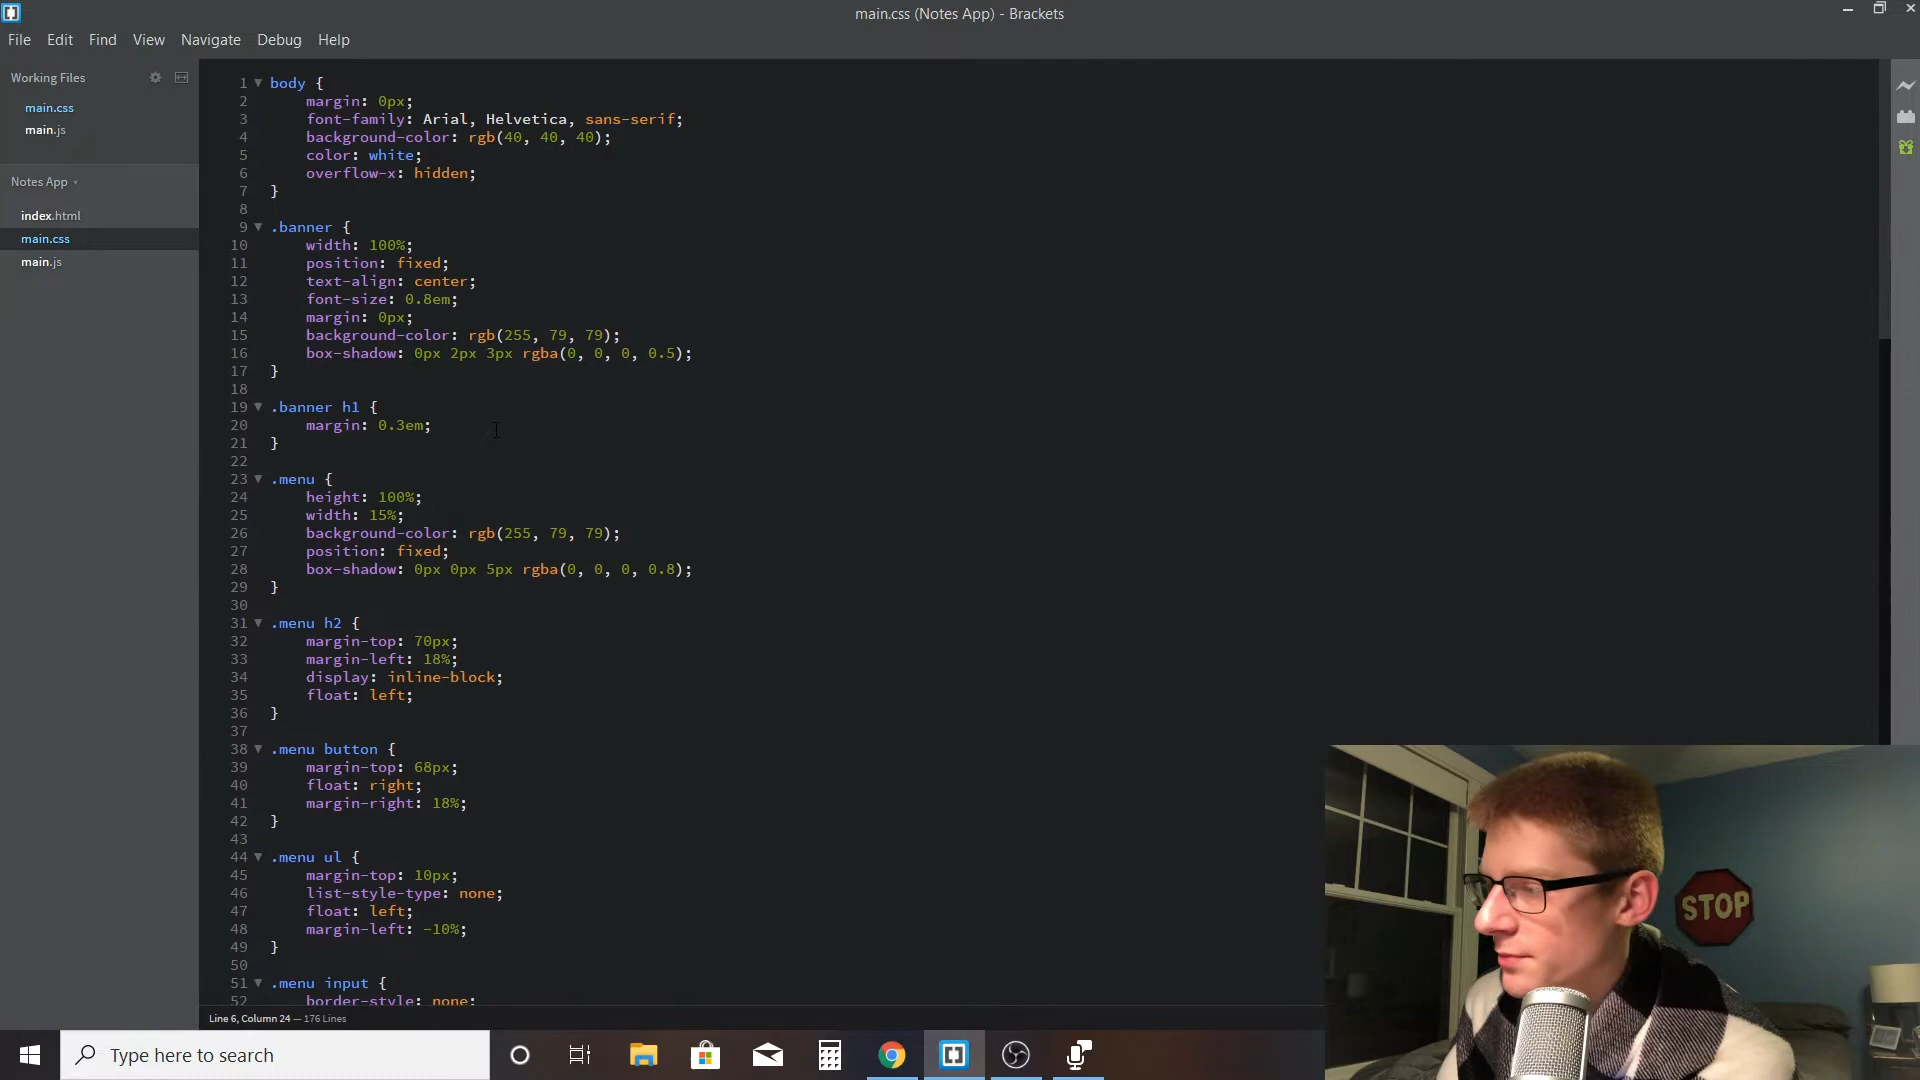 main.css (Notes App) - Brackets
File Edit Find View Navigate Debug Help
Working Files
main.css
main.js
Notes App
index.html
main.css
main.js
1 body {
2 margin: 0px;
3 font-family: Arial, Helvetica, sans-serif;
4 background-color: rgb(40, 40, 40);
5 color: white;
6 overflow-x: hidden;
7 }
8
9 .banner {
10 width: 100%;
11 position: fixed;
12 text-align: center;
13 font-size: 0.8em;
14 margin: 0px;
15 background-color: rgb(255, 79, 79);
16 box-shadow: 0px 2px 3px rgba(0, 0, 0, 0.5);
17 }
18
19 .banner h1 {
20 margin: 0.3em;
21 }
22
23 .menu {
24 height: 100%;
25 width: 15%;
26 background-color: rgb(255, 79, 79);
27 position: fixed;
28 box-shadow: 0px 0px 5px rgba(0, 0, 0, 0.8);
29 }
30
31 .menu h2 {
32 margin-top: 70px;
33 margin-left: 18%;
34 display: inline-block;
35 float: left;
36 }
37
38 .menu button {
39 margin-top: 68px;
40 float: right;
41 margin-right: 18%;
42 }
43
44 .menu ul {
45 margin-top: 10px;
46 list-style-type: none;
47 float: left;
48 margin-left: -10%;
49 }
50
51 .menu input {
52 border-style: none;
Line 6, Column 24 — 176 Lines
Type here to search
STOP